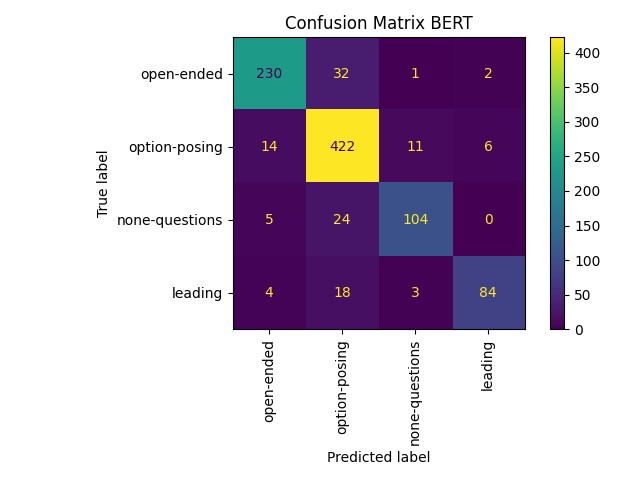 Confusion Matrix BERT
True label
open-ended 230 32 1 2
option-posing 14 422 11 6
none-questions 5 24 104 0
leading 4 18 3 84
open-ended option-posing none-questions leading
Predicted label
400
350
300
250
200
150
100
50
0